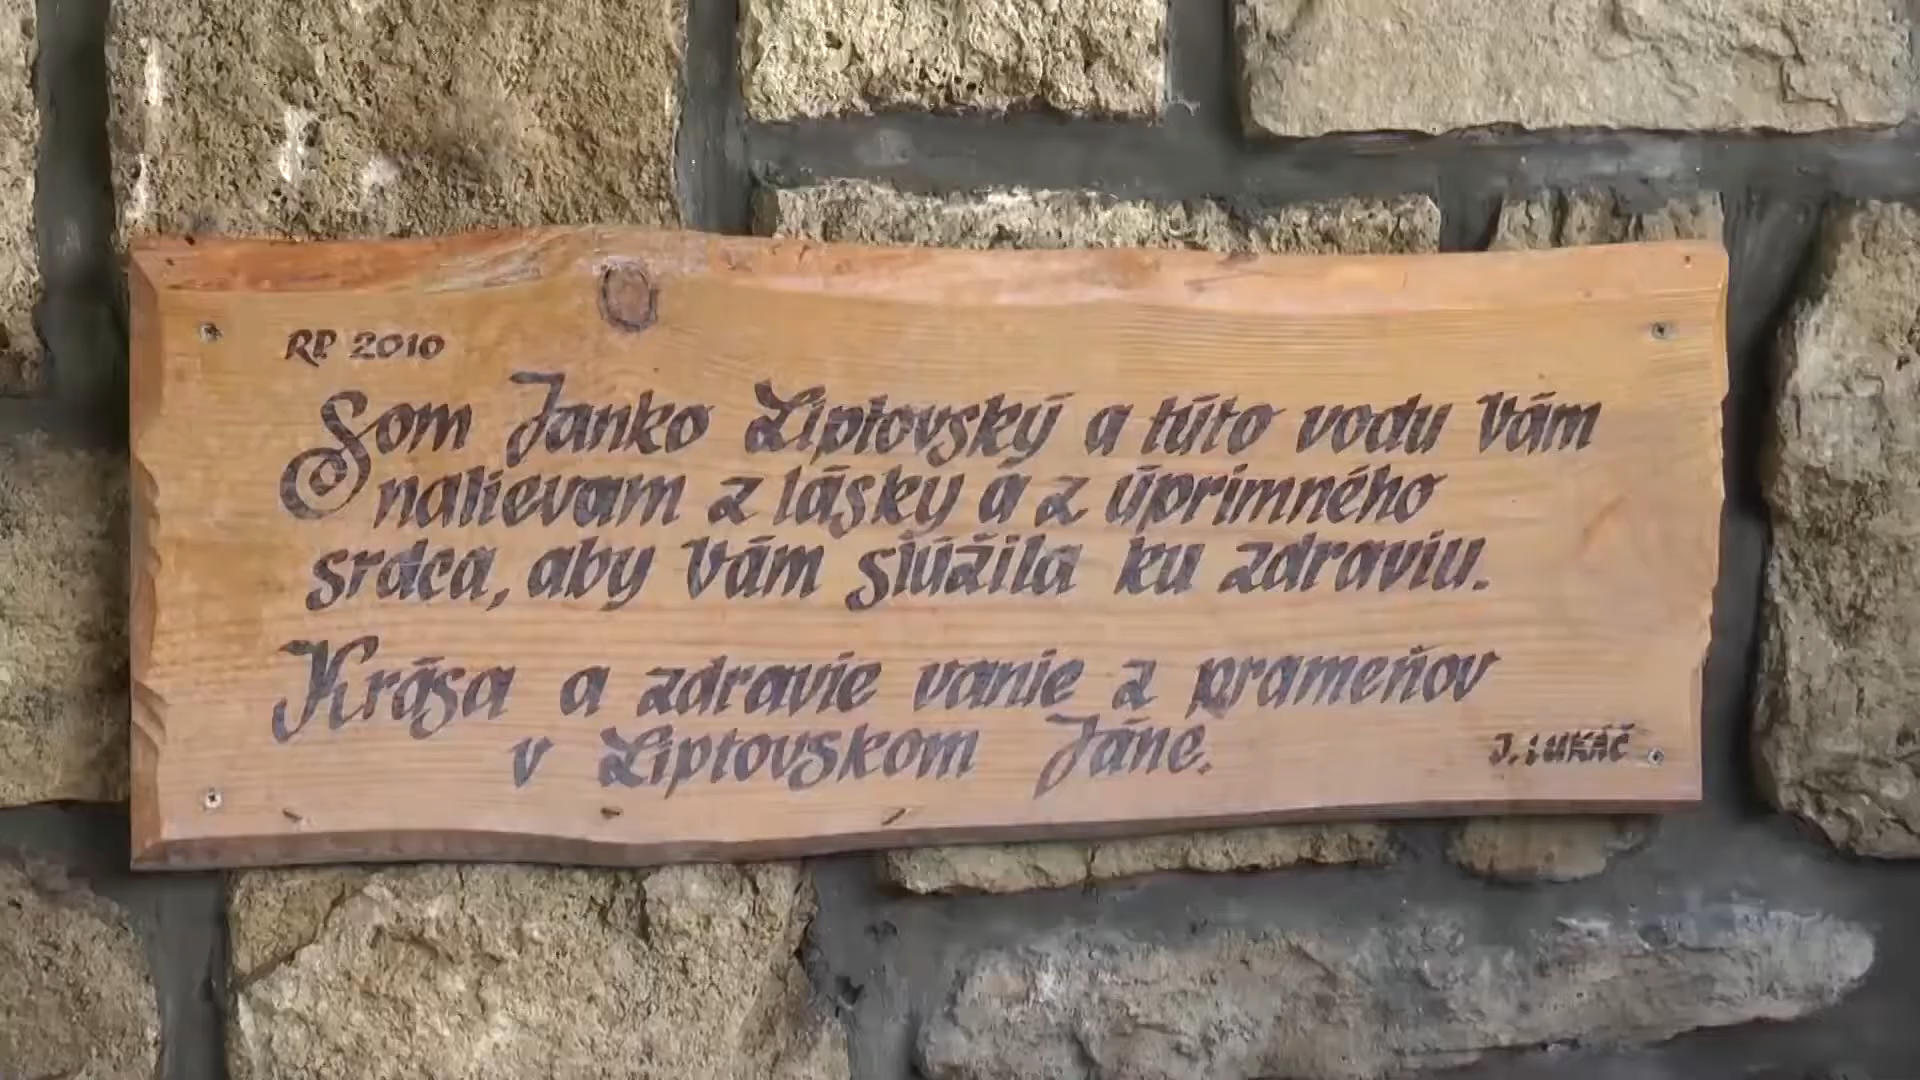 RP 2010
Som Janko Liptovský a túto vodu Vám
nalievam z lásky a z úprimného
srdca, aby Vám slúžila ku zdraviu.
Krása a zdravie vanie z prameňov
v Liptovskom Jáne.
J. LUKÁČ